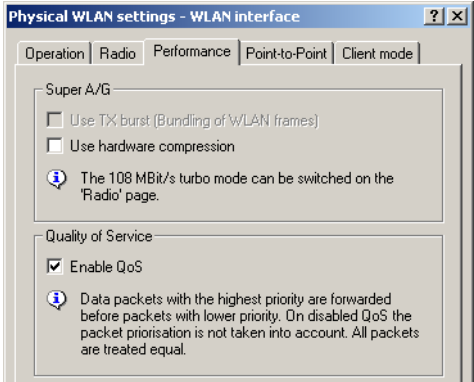 Physical WLAN settings - WLAN interface
Operation Radio Performance Point-to-Point Client mode
Super A/G
Use TX burst (Bundling of WLAN frames)
Use hardware compression
The 108 MBit/s turbo mode can be switched on the
'Radio' page.
Quality of Service
Enable QoS
Data packets with the highest priority are forwarded
before packets with lower priority. On disabled QoS the
packet priorisation is not taken into account. All packets
are treated equal.